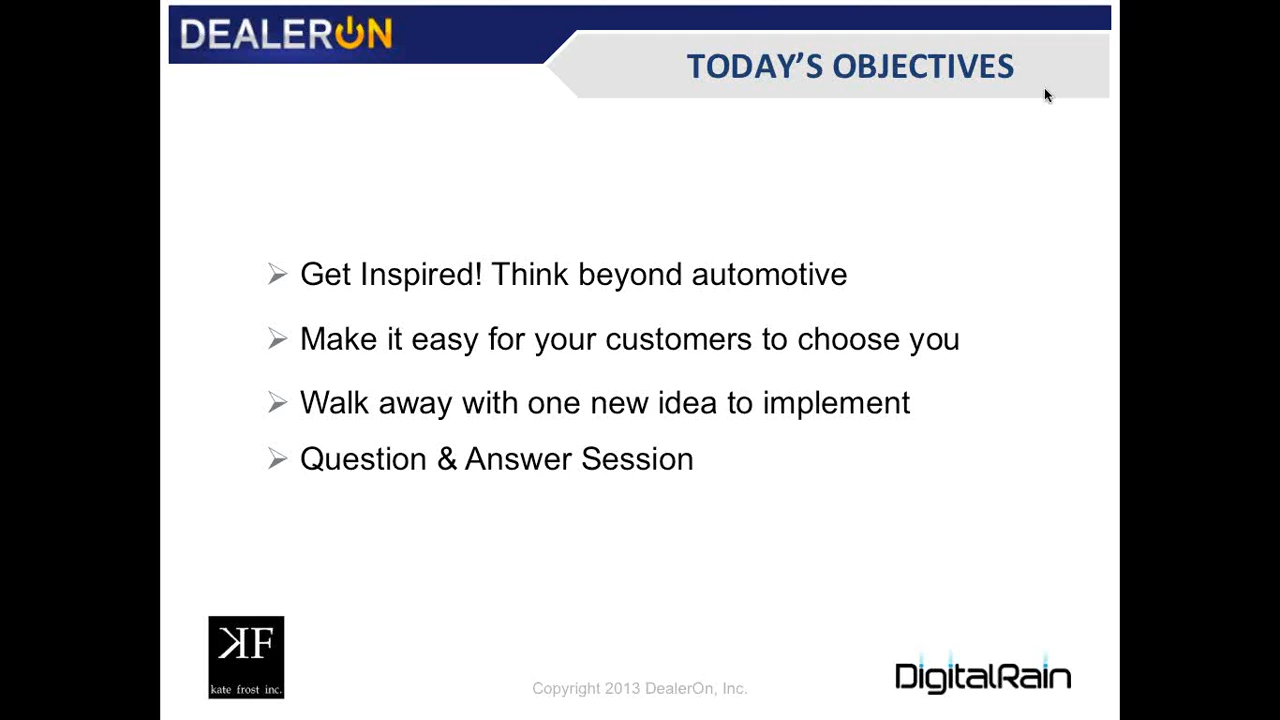 DEALERON
TODAY'S OBJECTIVES
Get Inspired! Think beyond automotive
Make it easy for your customers to choose you
Walk away with one new idea to implement
Question & Answer Session
KF
kate frost inc.
Copyright 2013 DealerOn, Inc.
DigitalRain